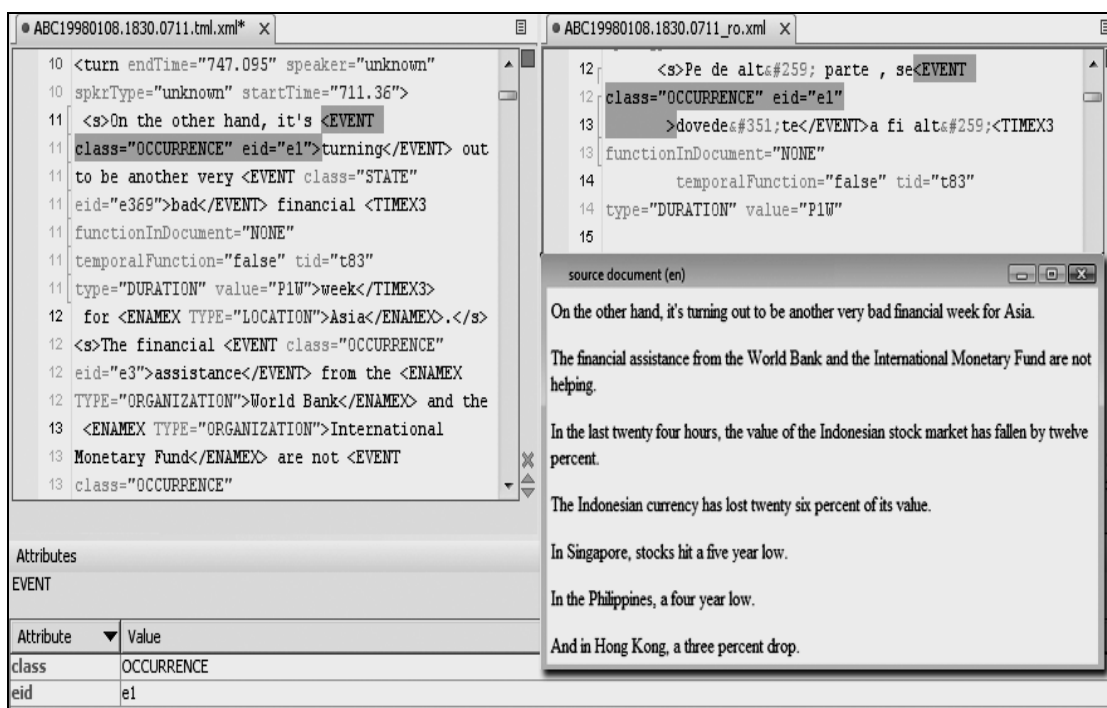 ABC19980108.1830.0711.tml.xml*
10 <turn endTime="747.095" speaker="unknown"
10 spkrType="unknown" startTime="711.36">
11 <s>On the other hand, it's <EVENT
11 class="OCCURRENCE" eid="e1">turning</EVENT> out
11 to be another very <EVENT class="STATE"
11 eid="e369">bad</EVENT> financial <TIMEX3
11 functionInDocument="NONE"
11 temporalFunction="false" tid="t83"
11 type="DURATION" value="P1W">week</TIMEX3>
12 for <ENAMEX TYPE="LOCATION">Asia</ENAMEX>.</s>
12 <s>The financial <EVENT class="OCCURRENCE"
12 eid="e3">assistance</EVENT> from the <ENAMEX
12 TYPE="ORGANIZATION">World Bank</ENAMEX> and the
13 <ENAMEX TYPE="ORGANIZATION">International
13 Monetary Fund</ENAMEX> are not <EVENT
13 class="OCCURRENCE"
ABC19980108.1830.0711_ro.xml
12 <s>Pe de alt&#259; parte , se<EVENT
12 class="OCCURRENCE" eid="e1"
13 >dovede&#351;te</EVENT>a fi alt&#259;<TIMEX3
13 functionInDocument="NONE"
14 temporalFunction="false" tid="t83"
14 type="DURATION" value="P1W"
15
source document (en)
On the other hand, it's turning out to be another very bad financial week for Asia.
The financial assistance from the World Bank and the International Monetary Fund are not
helping.
In the last twenty four hours, the value of the Indonesian stock market has fallen by twelve
percent.
The Indonesian currency has lost twenty six percent of its value.
In Singapore, stocks hit a five year low.
In the Philippines, a four year low.
And in Hong Kong, a three percent drop.
Attributes
EVENT
Attribute Value
class OCCURRENCE
eid e1